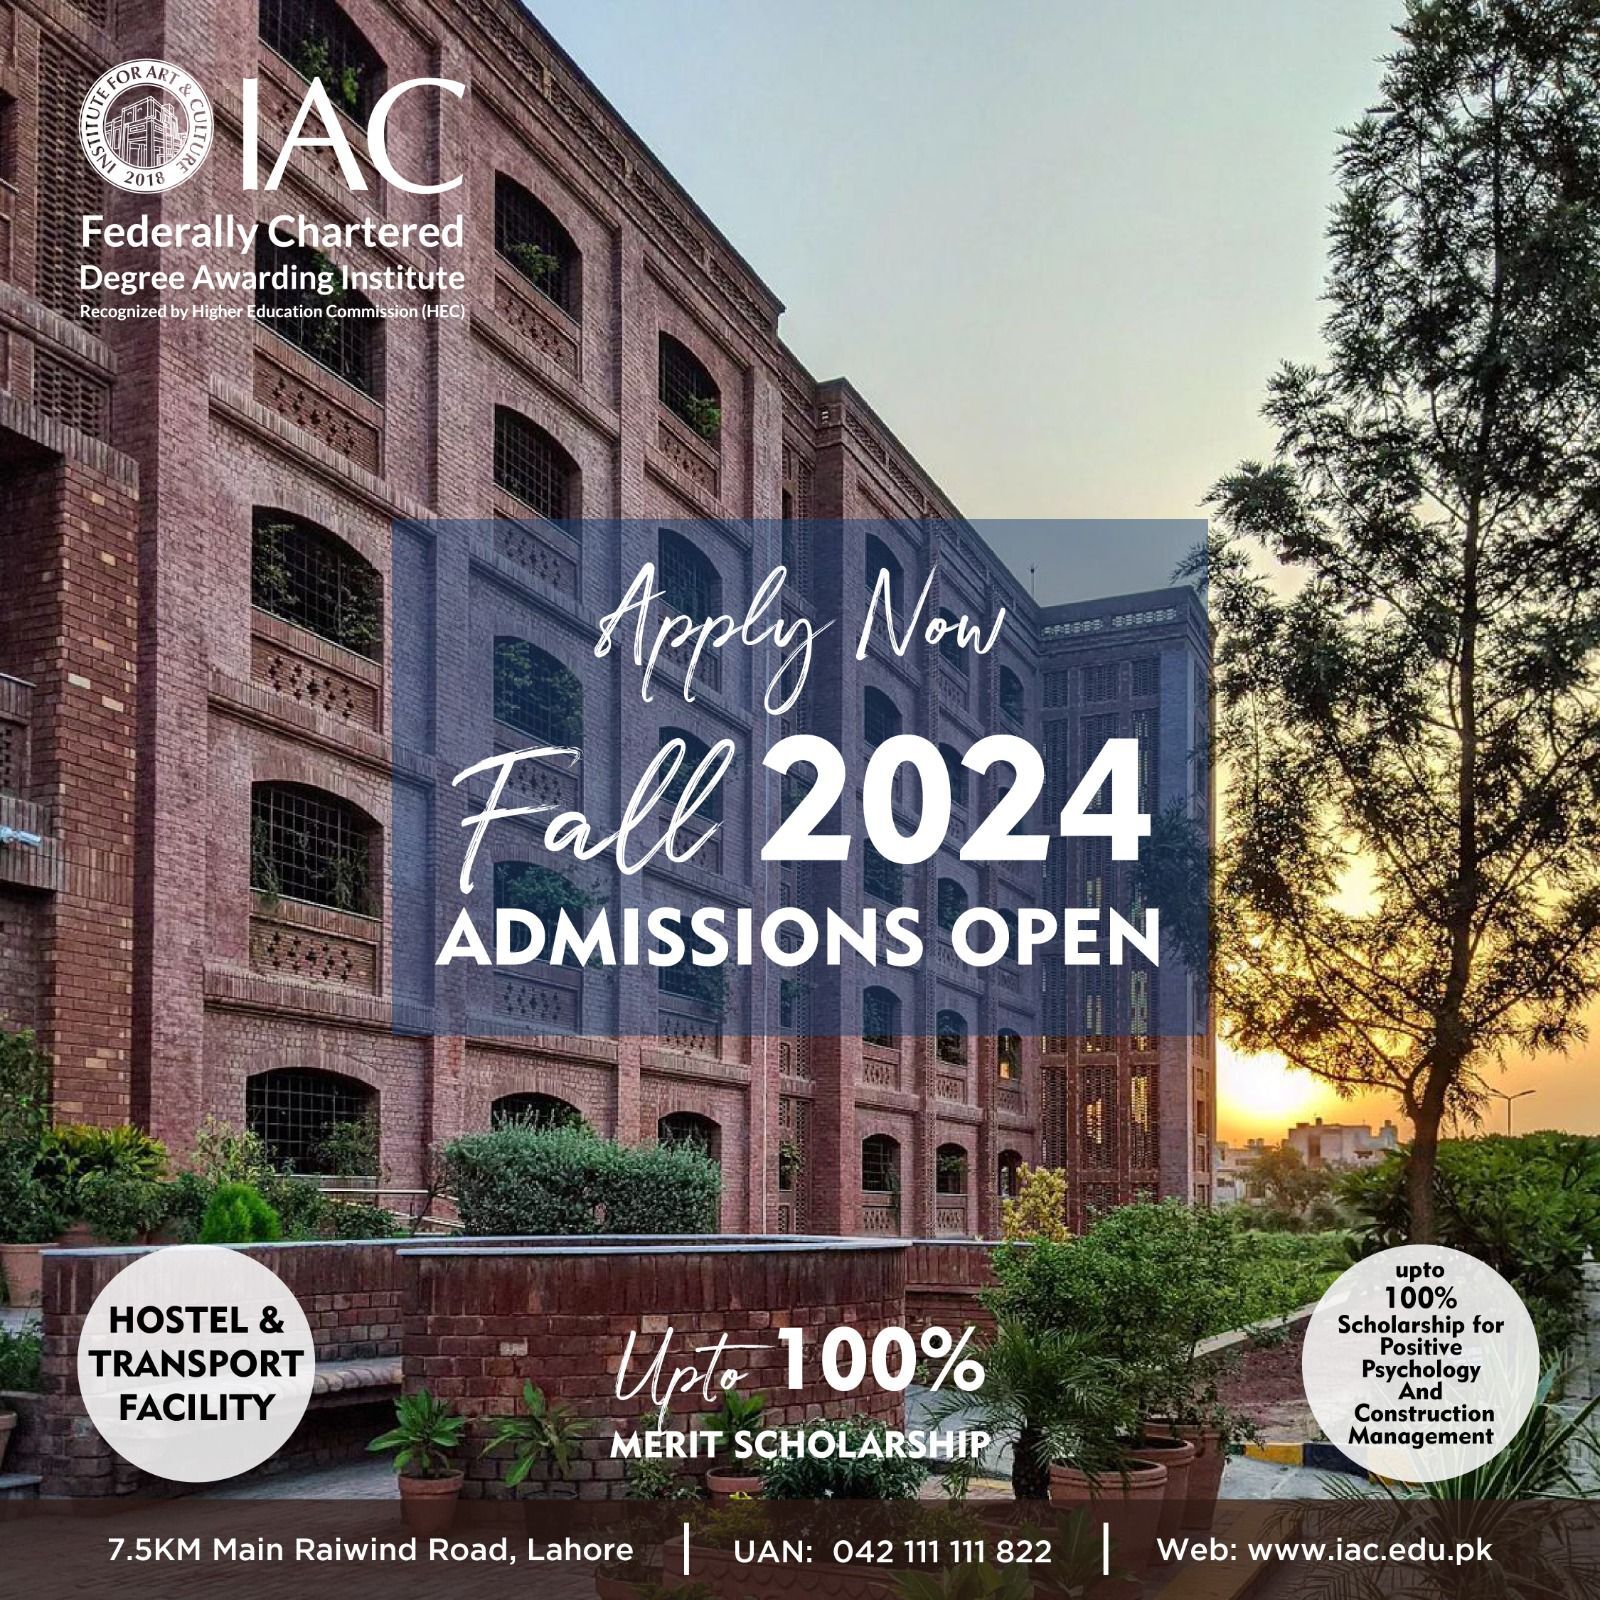 INSTITUTE FOR ART & CULTURE
2018
IAC
Federally Chartered
Degree Awarding Institute
Recognized by Higher Education Commission (HEC)
Apply Now
Fall 2024
ADMISSIONS OPEN
HOSTEL &
TRANSPORT
FACILITY
Upto 100%
MERIT SCHOLARSHIP
upto
100%
Scholarship for
Positive
Psychology
And
Construction
Management
7.5KM Main Raiwind Road, Lahore | UAN: 042 111 111 822 | Web: www.iac.edu.pk